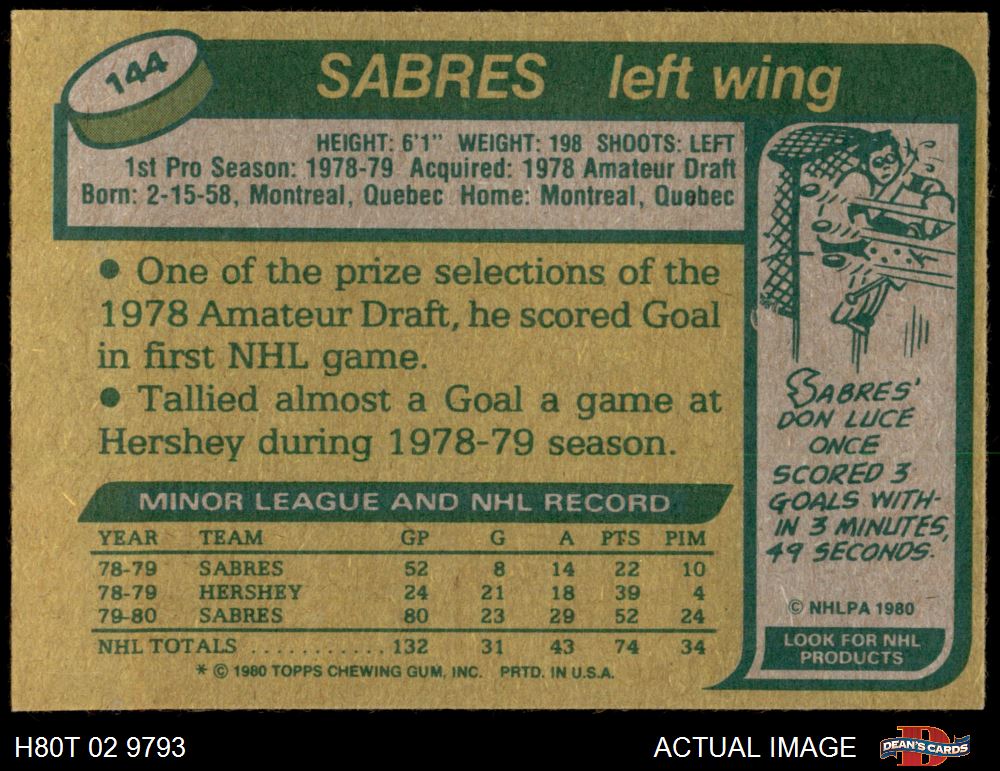 144
SABRES left wing
HEIGHT: 6'1" WEIGHT: 198 SHOOTS: LEFT
1st Pro Season: 1978-79 Acquired: 1978 Amateur Draft
Born: 2-15-58, Montreal, Quebec Home: Montreal, Quebec
• One of the prize selections of the
1978 Amateur Draft, he scored Goal
in first NHL game.
• Tallied almost a Goal a game at
Hershey during 1978-79 season.
MINOR LEAGUE AND NHL RECORD
YEAR TEAM GP G A PTS PIM
78-79 SABRES 52 8 14 22 10
78-79 HERSHEY 24 21 18 39 4
79-80 SABRES 80 23 29 52 24
NHL TOTALS ........... 132 31 43 74 34
* © 1980 TOPPS CHEWING GUM, INC. PRTD. IN U.S.A.
SABRES'
DON LUCE
ONCE
SCORED 3
GOALS WITH-
IN 3 MINUTES,
49 SECONDS.
© NHLPA 1980
LOOK FOR NHL
PRODUCTS
H80T 02 9793
ACTUAL IMAGE
DEAN'S CARDS